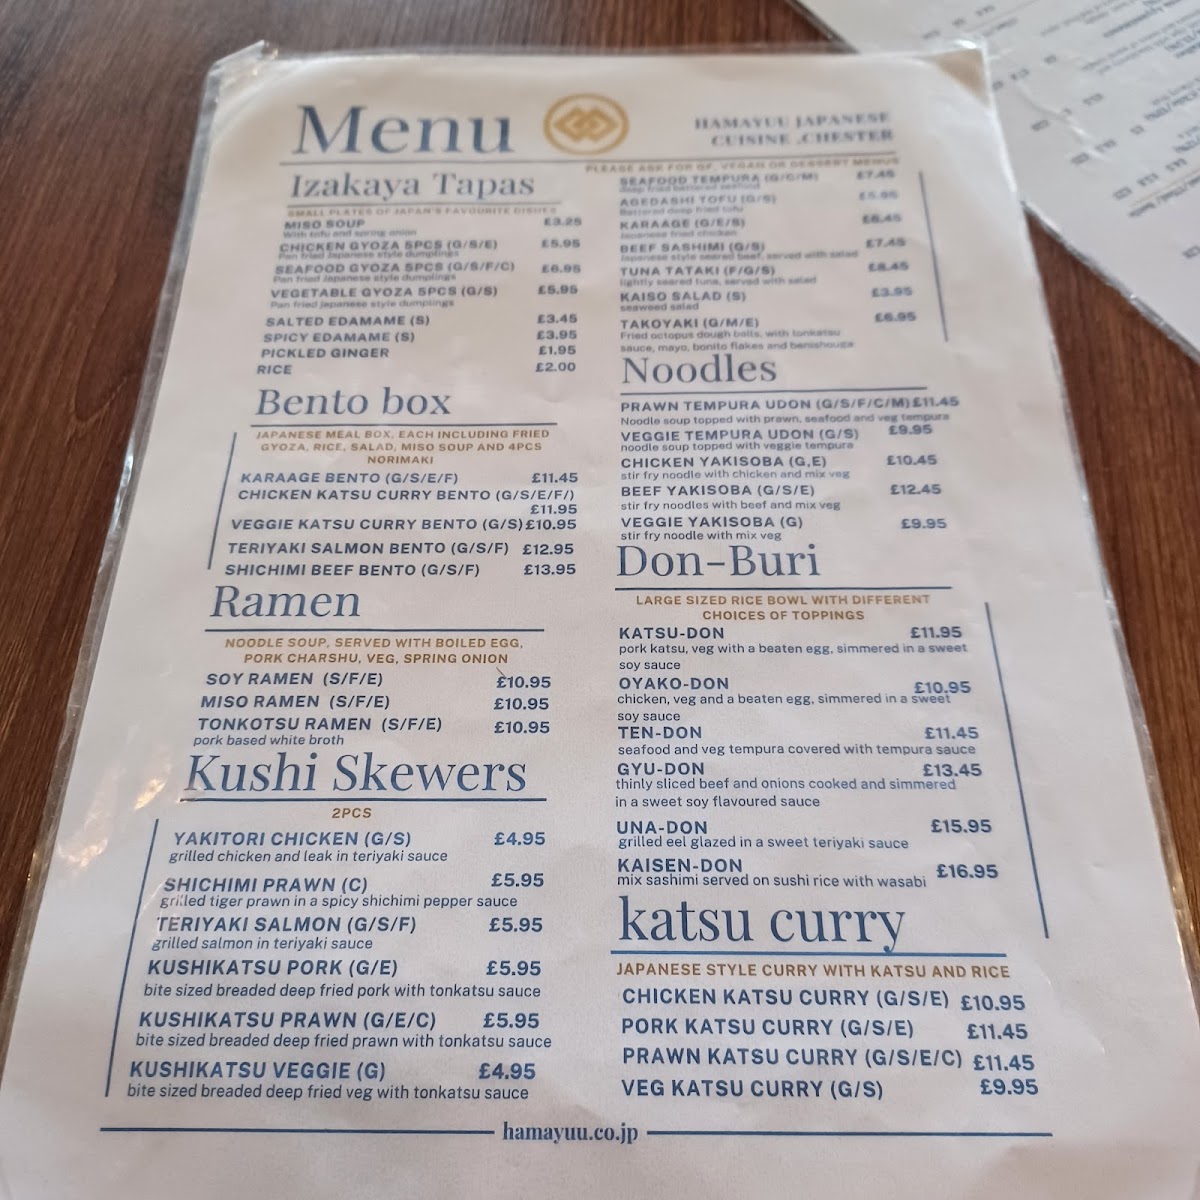 Menu
HAMAYUU JAPANESE
CUISINE .CHESTER
PLEASE ASK FOR GF, VEGAN OR DESSERT MENUS
Izakaya Tapas
SMALL PLATES OF JAPAN'S FAVOURITE DISHES
MISO SOUP £3.25
With tofu and spring onion
CHICKEN GYOZA 5PCS (G/S/E) £5.95
Pan fried Japanese style dumplings
SEAFOOD GYOZA 5PCS (G/S/F/C) £6.95
Pan fried Japanese style dumplings
VEGETABLE GYOZA 5PCS (G/S) £5.95
Pan fried Japanese style dumplings
SALTED EDAMAME (S) £3.45
SPICY EDAMAME (S) £3.95
PICKLED GINGER £1.95
RICE £2.00
Bento box
JAPANESE MEAL BOX, EACH INCLUDING FRIED
GYOZA, RICE, SALAD, MISO SOUP AND 4PCS
NORIMAKI
KARAAGE BENTO (G/S/E/F) £11.45
CHICKEN KATSU CURRY BENTO (G/S/E/F/)
£11.95
VEGGIE KATSU CURRY BENTO (G/S) £10.95
TERIYAKI SALMON BENTO (G/S/F) £12.95
SHICHIMI BEEF BENTO (G/S/F) £13.95
Ramen
NOODLE SOUP, SERVED WITH BOILED EGG,
PORK CHARSHU, VEG, SPRING ONION
SOY RAMEN (S/F/E) £10.95
MISO RAMEN (S/F/E) £10.95
TONKOTSU RAMEN (S/F/E) £10.95
pork based white broth
Kushi Skewers
2PCS
YAKITORI CHICKEN (G/S) £4.95
grilled chicken and leak in teriyaki sauce
SHICHIMI PRAWN (C) £5.95
grilled tiger prawn in a spicy shichimi pepper sauce
TERIYAKI SALMON (G/S/F) £5.95
grilled salmon in teriyaki sauce
KUSHIKATSU PORK (G/E) £5.95
bite sized breaded deep fried pork with tonkatsu sauce
KUSHIKATSU PRAWN (G/E/C) £5.95
bite sized breaded deep fried prawn with tonkatsu sauce
KUSHIKATSU VEGGIE (G) £4.95
bite sized breaded deep fried veg with tonkatsu sauce
SEAFOOD TEMPURA (G/C/M) £7.45
deep fried battered seafood
AGEDASHI TOFU (G/S) £5.95
Battered deep fried tofu
KARAAGE (G/E/S) £6.45
Japanese fried chicken
BEEF SASHIMI (G/S) £7.45
Japanese style seared beef, served with salad
TUNA TATAKI (F/G/S) £8.45
lightly seared tuna, served with salad
KAISO SALAD (S) £3.95
seaweed salad
TAKOYAKI (G/M/E) £6.95
Fried octopus dough balls, with tonkatsu
sauce, mayo, bonito flakes and benishouga
Noodles
PRAWN TEMPURA UDON (G/S/F/C/M) £11.45
Noodle soup topped with prawn, seafood and veg tempura
VEGGIE TEMPURA UDON (G/S) £9.95
noodle soup topped with veggie tempura
CHICKEN YAKISOBA (G,E) £10.45
stir fry noodle with chicken and mix veg
BEEF YAKISOBA (G/S/E) £12.45
stir fry noodles with beef and mix veg
VEGGIE YAKISOBA (G) £9.95
stir fry noodle with mix veg
Don-Buri
LARGE SIZED RICE BOWL WITH DIFFERENT
CHOICES OF TOPPINGS
KATSU-DON £11.95
pork katsu, veg with a beaten egg, simmered in a sweet
soy sauce
OYAKO-DON £10.95
chicken, veg and a beaten egg, simmered in a sweet
soy sauce
TEN-DON £11.45
seafood and veg tempura covered with tempura sauce
GYU-DON £13.45
thinly sliced beef and onions cooked and simmered
in a sweet soy flavoured sauce
UNA-DON £15.95
grilled eel glazed in a sweet teriyaki sauce
KAISEN-DON £16.95
mix sashimi served on sushi rice with wasabi
katsu curry
JAPANESE STYLE CURRY WITH KATSU AND RICE
CHICKEN KATSU CURRY (G/S/E) £10.95
PORK KATSU CURRY (G/S/E) £11.45
PRAWN KATSU CURRY (G/S/E/C) £11.45
VEG KATSU CURRY (G/S) £9.95
hamayuu.co.jp